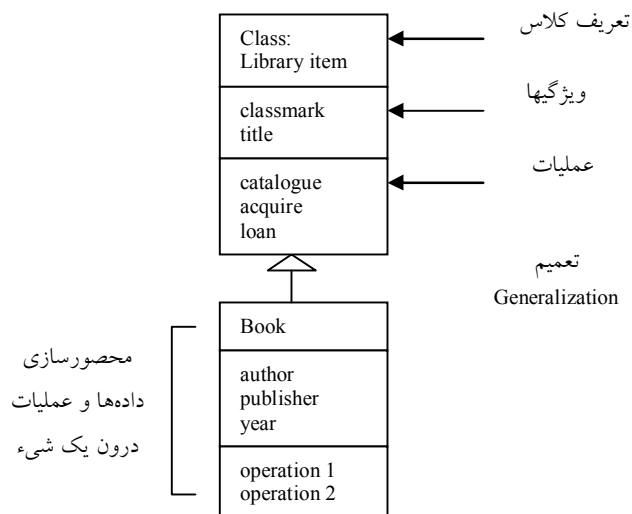 Class:
Library item
تعریف کلاس
classmark
title
ویژگیها
catalogue
acquire
loan
عملیات
تعمیم
Generalization
Book
author
publisher
year
operation 1
operation 2
محصورسازی
داده‌ها و عملیات
درون یک شیء